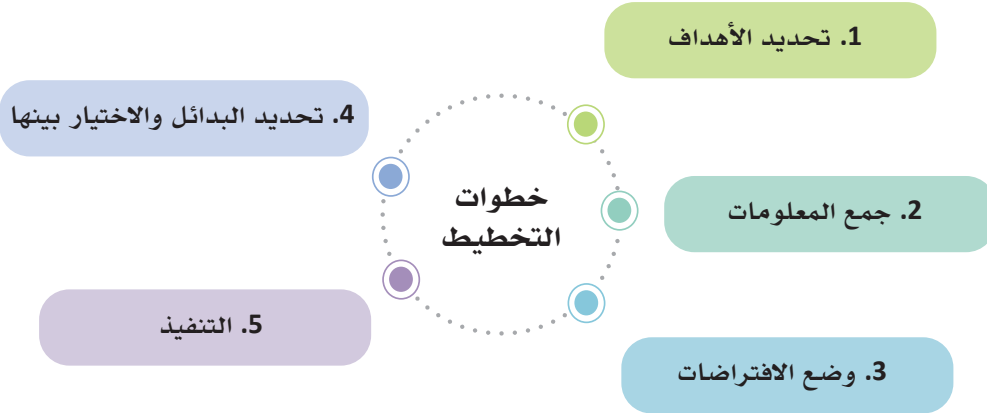 خطوات
التخطيط
1. تحديد الأهداف
2. جمع المعلومات
3. وضع الافتراضات
4. تحديد البدائل والاختيار بينها
5. التنفيذ